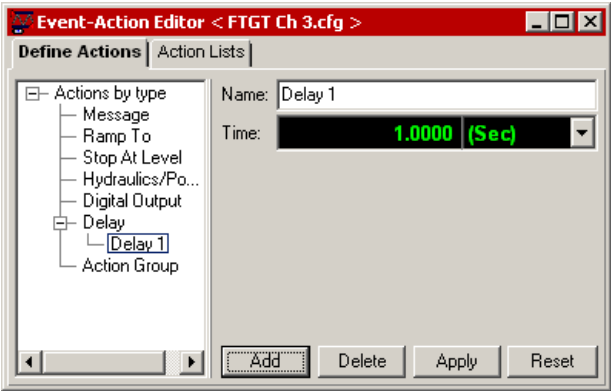 Event-Action Editor < FTGT Ch 3.cfg >
Define Actions Action Lists
Actions by type
Message
Ramp To
Stop At Level
Hydraulics/Po...
Digital Output
Delay
Delay 1
Action Group
Name: Delay 1
Time: 1.0000 (Sec)
Add Delete Apply Reset